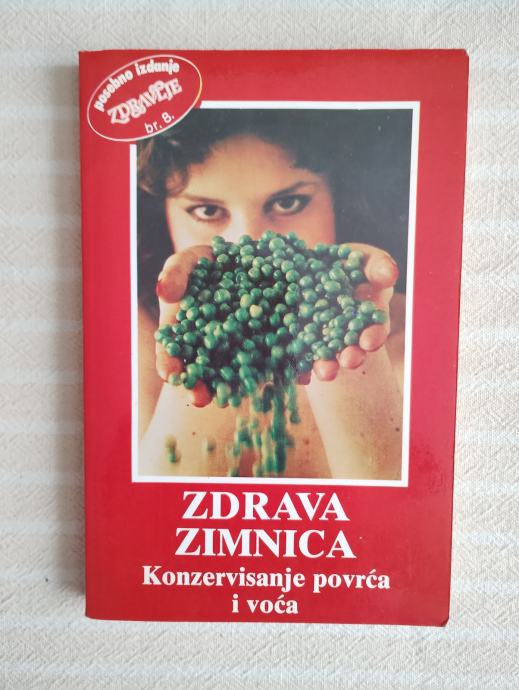 posebno izdanje
ZDRAVLJE
br. 8.
ZDRAVA
ZIMNICA
Konzervisanje povrća
i voća